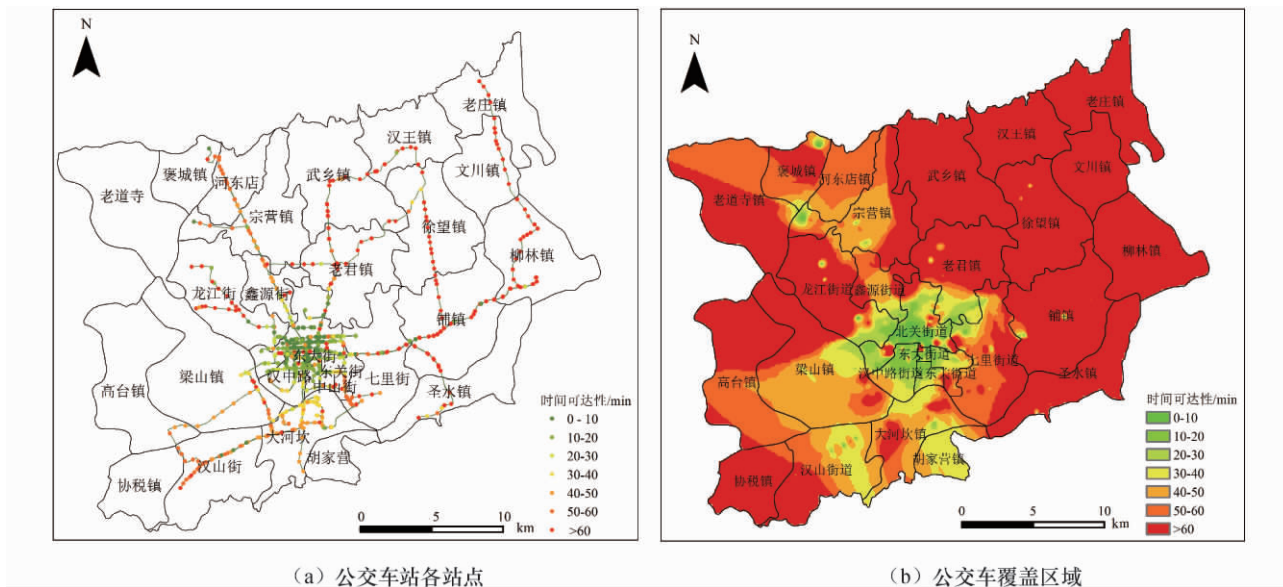 N
老庄镇
汉王镇
文川镇
褒城镇
河东店
武乡镇
老道寺
宗营镇
徐望镇
柳林镇
老君镇
龙江街
鑫源街
铺镇
东大街
梁山镇
汉中路
东关街
七里街
中山街
高台镇
圣水镇
大河坎
汉山街
胡家营
协税镇
时间可达性/min
0 - 10
10-20
20-30
30-40
40-50
50-60
>60
0 5 10
km
(a) 公交车站各站点
N
老庄镇
汉王镇
文川镇
褒城镇
河东店镇
武乡镇
老道寺镇
宗营镇
徐望镇
柳林镇
老君镇
龙江街道
鑫源街道
铺镇
北关街道
东大街道
七里街道
梁山镇
汉中路街道
高台镇
圣水镇
大河坎镇
汉山街道
胡家营镇
协税镇
时间可达性/min
0-10
10-20
20-30
30-40
40-50
50-60
>60
0 5 10
km
(b) 公交车覆盖区域